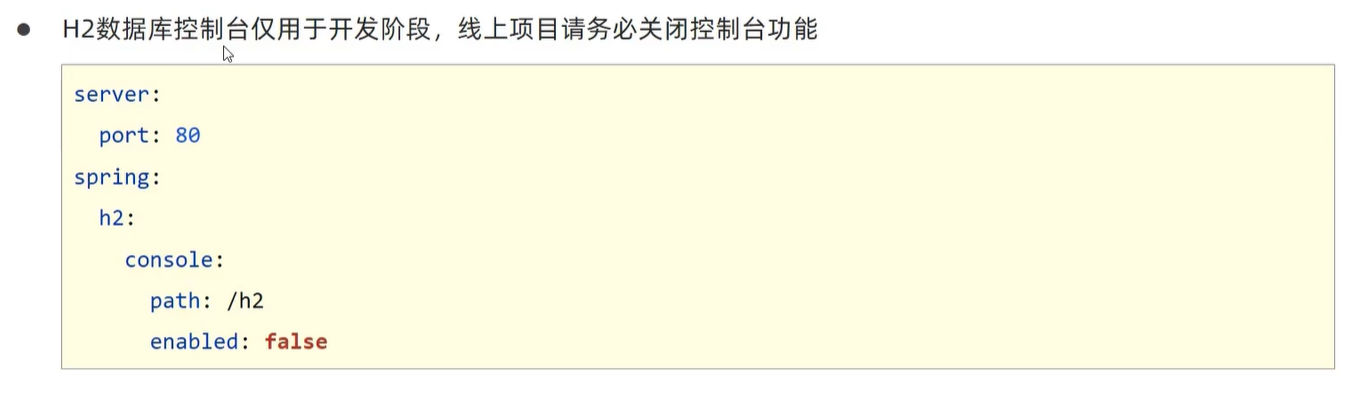 ● H2数据库控制台仅用于开发阶段，线上项目请务必关闭控制台功能
server:
  port: 80
spring:
  h2:
    console:
      path: /h2
      enabled: false